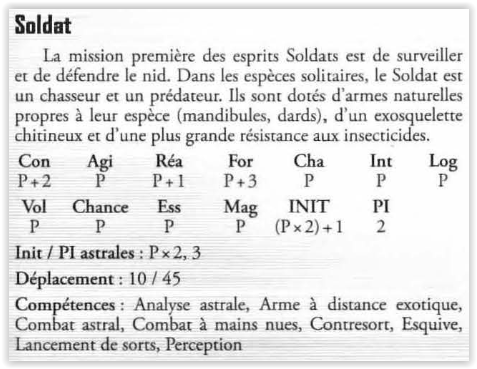 Soldat
La mission première des esprits Soldats est de surveiller
et de défendre le nid. Dans les espèces solitaires, le Soldat est
un chasseur et un prédateur. Ils sont dotés d'armes naturelles
propres à leur espèce (mandibules, dards), d'un exosquelette
chitineux et d'une plus grande résistance aux insecticides.
Con Agi Réa For Cha Int Log
P+2 P P+1 P+3 P P P
Vol Chance Ess Mag INIT PI
P P P P (P×2)+1 2
Init / PI astrales : P×2, 3
Déplacement : 10 / 45
Compétences : Analyse astrale, Arme à distance exotique,
Combat astral, Combat à mains nues, Contresort, Esquive,
Lancement de sorts, Perception